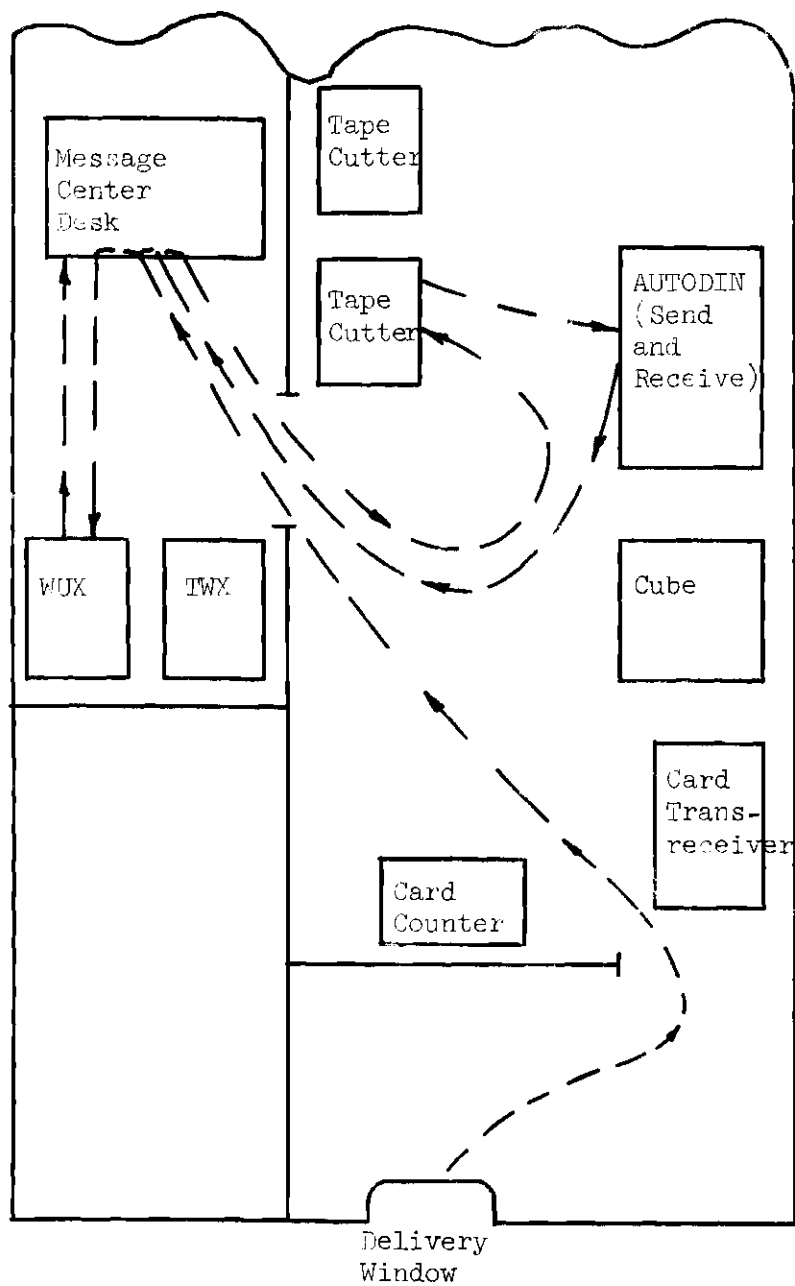 Message
Center
Desk
Tape
Cutter
Tape
Cutter
AUTODIN
(Send
and
Receive)
WUX
TWX
Cube
Card
Trans-
receiver
Card
Counter
Delivery
Window